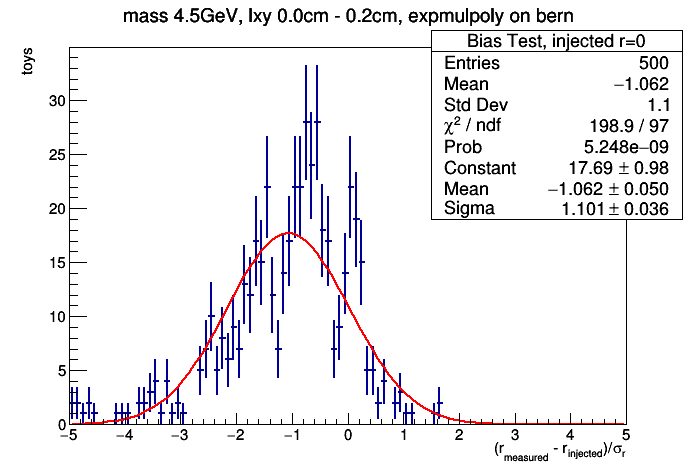 mass 4.5GeV, lxy 0.0cm - 0.2cm, expmulpoly on bern
Bias Test, injected r=0
Entries 500
Mean −1.062
Std Dev 1.1
χ² / ndf 198.9 / 97
Prob 5.248e−09
Constant 17.69 ± 0.98
Mean −1.062 ± 0.050
Sigma 1.101 ± 0.036
toys
30
25
20
15
10
5
0
−5 −4 −3 −2 −1 0 1 2 3 4 5
(r_measured - r_injected)/σ_r